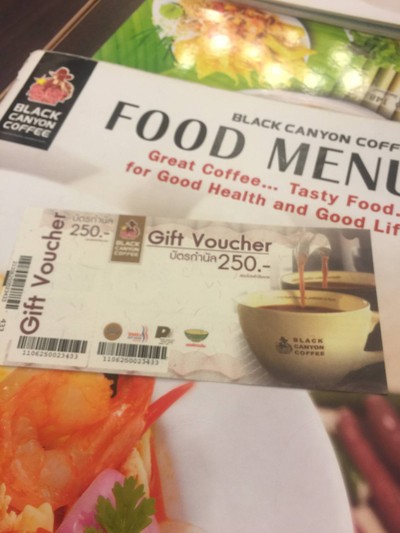 BLACK
CANYON
COFFEE
BLACK CANYON COFF
FOOD MENU
Great Coffee... Tasty Food.
for Good Health and Good Lif
Gift Voucher
บัตรกำนัล
250.-
1106250023433
BLACK
CANYON
COFFEE
Gift Voucher
บัตรกำนัล 250.-
1106250023433
BLACK
CANYON
COFFEE